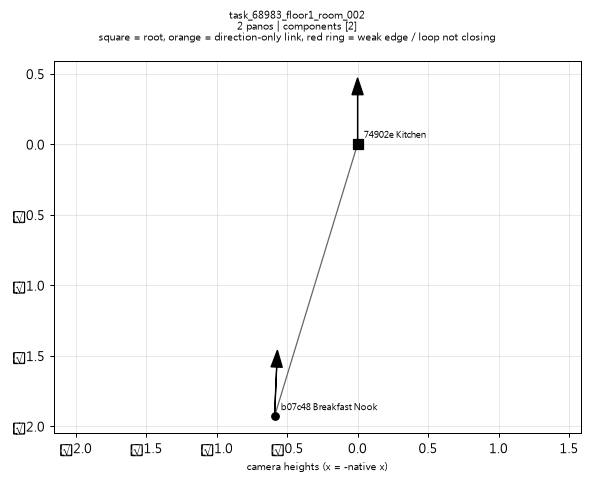 task_68983_floor1_room_002
2 panos | components [2]
square = root, orange = direction-only link, red ring = weak edge / loop not closing
0.5
74902e Kitchen
0.0
√0.5
√1.0
√1.5
b07c48 Breakfast Nook
√2.0
√2.0 √1.5 √1.0 √0.5 0.0 0.5 1.0 1.5
camera heights (x = -native x)